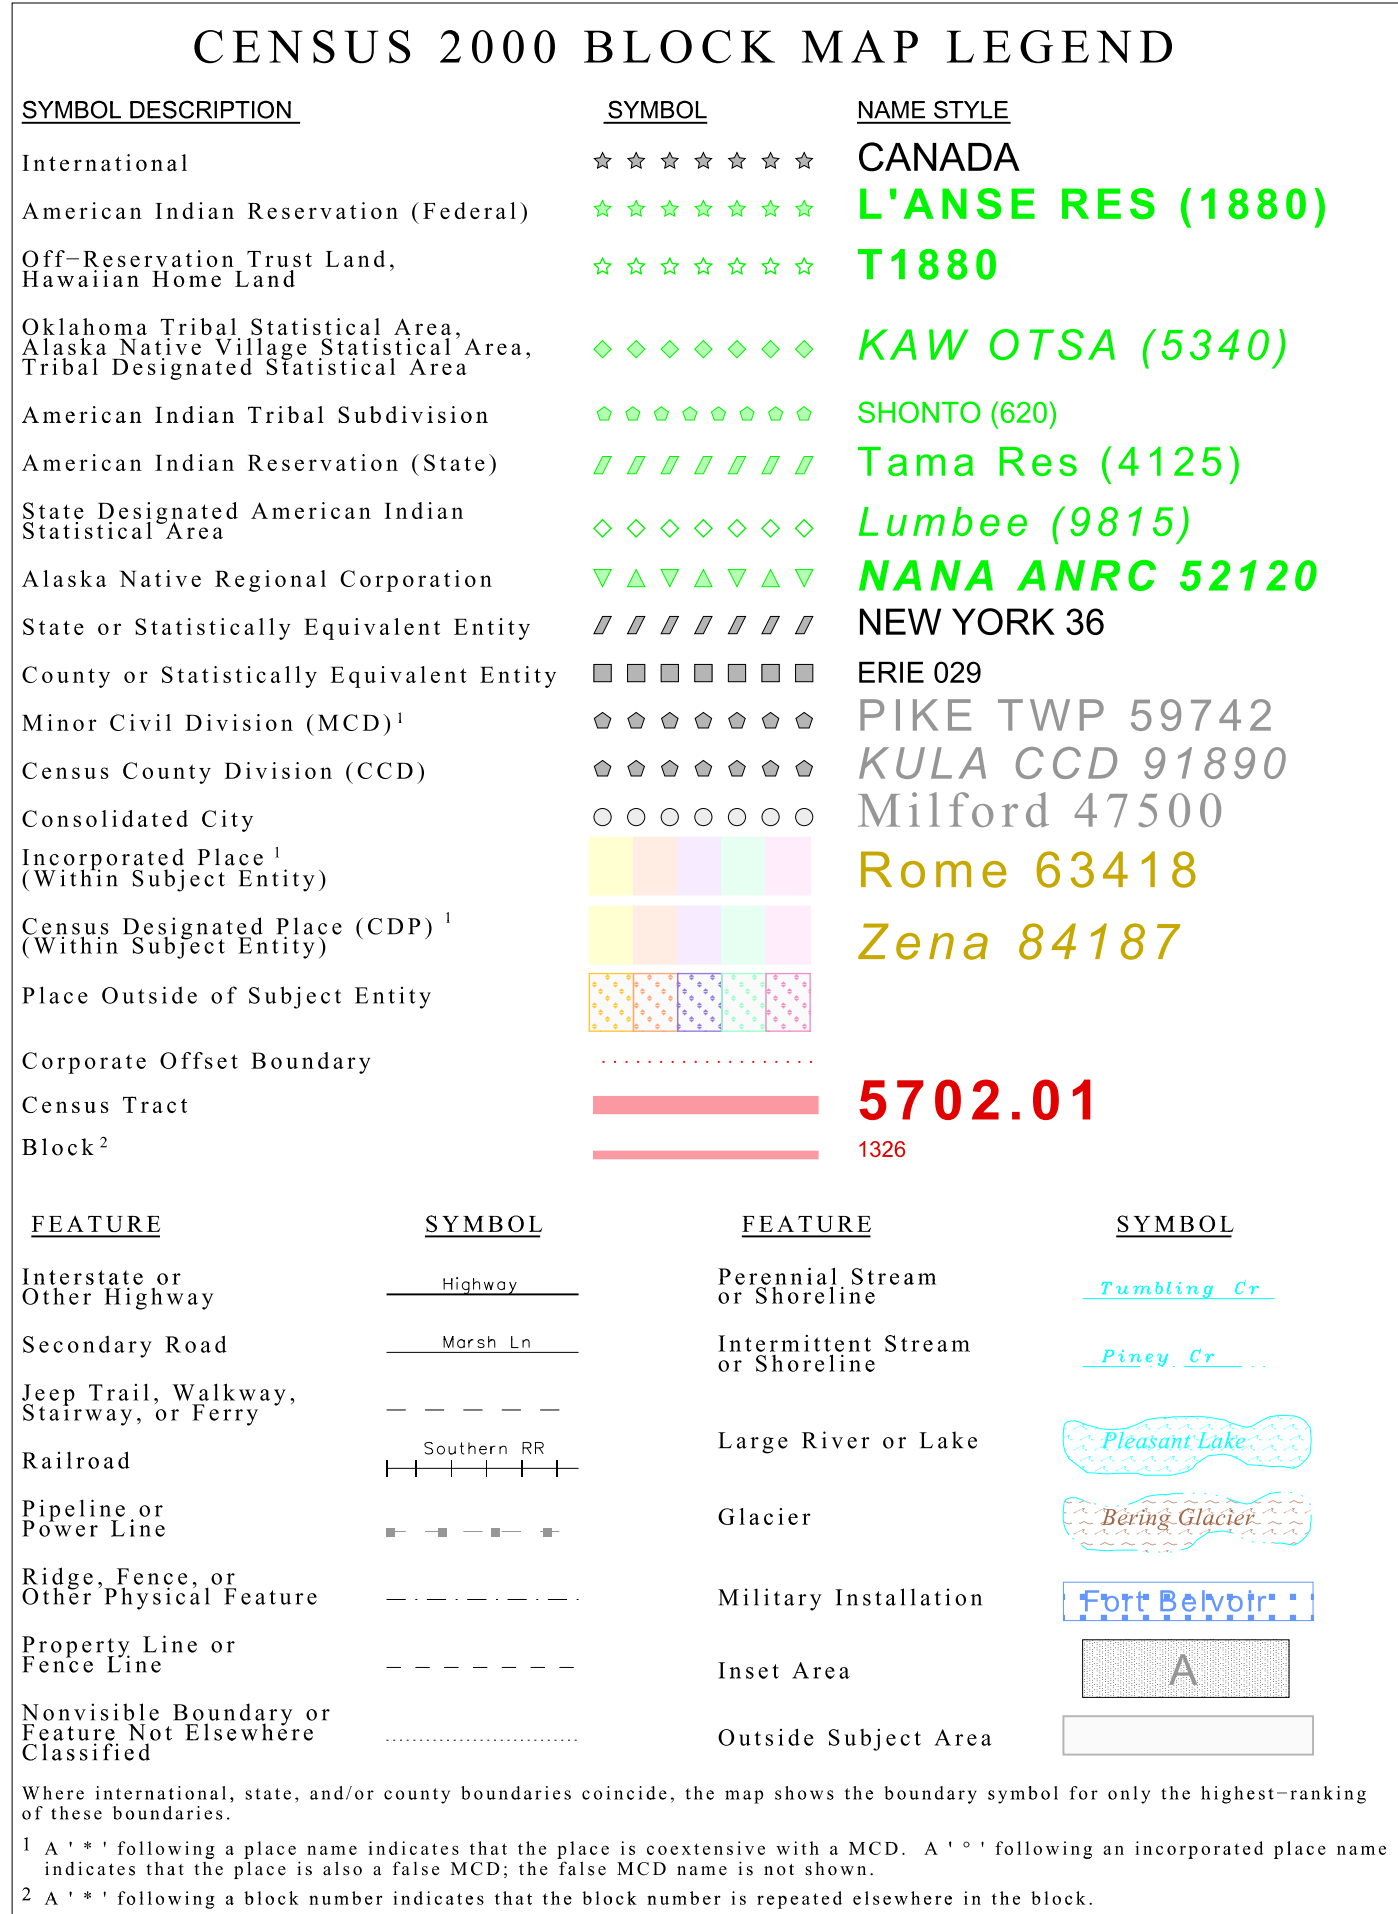 CENSUS 2000 BLOCK MAP LEGEND
SYMBOL DESCRIPTION SYMBOL NAME STYLE
International CANADA
American Indian Reservation (Federal) L'ANSE RES (1880)
Off−Reservation Trust Land,
Hawaiian Home Land T1880
Oklahoma Tribal Statistical Area,
Alaska Native Village Statistical Area, KAW OTSA (5340)
Tribal Designated Statistical Area
American Indian Tribal Subdivision SHONTO (620)
American Indian Reservation (State) Tama Res (4125)
State Designated American Indian
Statistical Area Lumbee (9815)
Alaska Native Regional Corporation NANA ANRC 52120
State or Statistically Equivalent Entity NEW YORK 36
County or Statistically Equivalent Entity ERIE 029
Minor Civil Division (MCD) 1 PIKE TWP 59742
Census County Division (CCD) KULA CCD 91890
Consolidated City Milford 47500
Incorporated Place 1
(Within Subject Entity) Rome 63418
Census Designated Place (CDP) 1
(Within Subject Entity) Zena 84187
Place Outside of Subject Entity
Corporate Offset Boundary
Census Tract 5702.01
Block 2 1326
FEATURE SYMBOL FEATURE SYMBOL
Interstate or
Other Highway Highway
Secondary Road Marsh Ln
Jeep Trail, Walkway,
Stairway, or Ferry
Railroad Southern RR
Pipeline or
Power Line
Ridge, Fence, or
Other Physical Feature
Property Line or
Fence Line
Nonvisible Boundary or
Feature Not Elsewhere
Classified
Perennial Stream
or Shoreline Tumbling Cr
Intermittent Stream
or Shoreline Piney Cr
Large River or Lake Pleasant Lake
Glacier Bering Glacier
Military Installation Fort Belvoir
Inset Area A
Outside Subject Area
Where international, state, and/or county boundaries coincide, the map shows the boundary symbol for only the highest−ranking
of these boundaries.
1 A ' * ' following a place name indicates that the place is coextensive with a MCD. A ' ° ' following an incorporated place name
indicates that the place is also a false MCD; the false MCD name is not shown.
2 A ' * ' following a block number indicates that the block number is repeated elsewhere in the block.